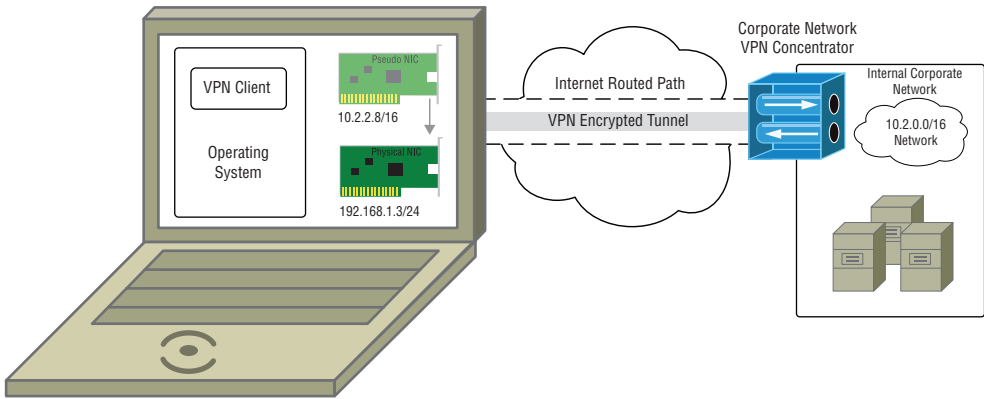 Corporate Network
VPN Concentrator
VPN Client
Operating
System
Pseudo NIC
10.2.2.8/16
Physical NIC
192.168.1.3/24
Internet Routed Path
VPN Encrypted Tunnel
Internal Corporate
Network
10.2.0.0/16
Network